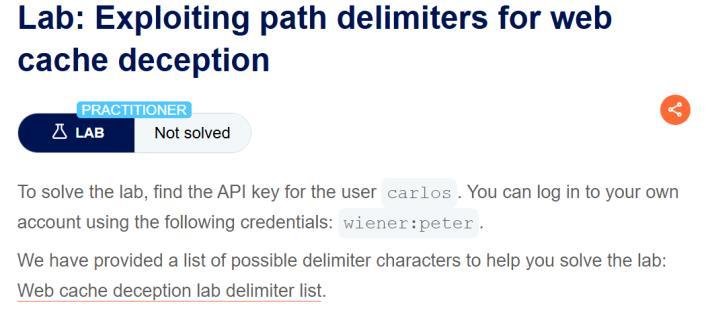 Lab: Exploiting path delimiters for web
cache deception
PRACTITIONER
LAB
Not solved
To solve the lab, find the API key for the user carlos. You can log in to your own
account using the following credentials: wiener:peter.
We have provided a list of possible delimiter characters to help you solve the lab:
Web cache deception lab delimiter list.